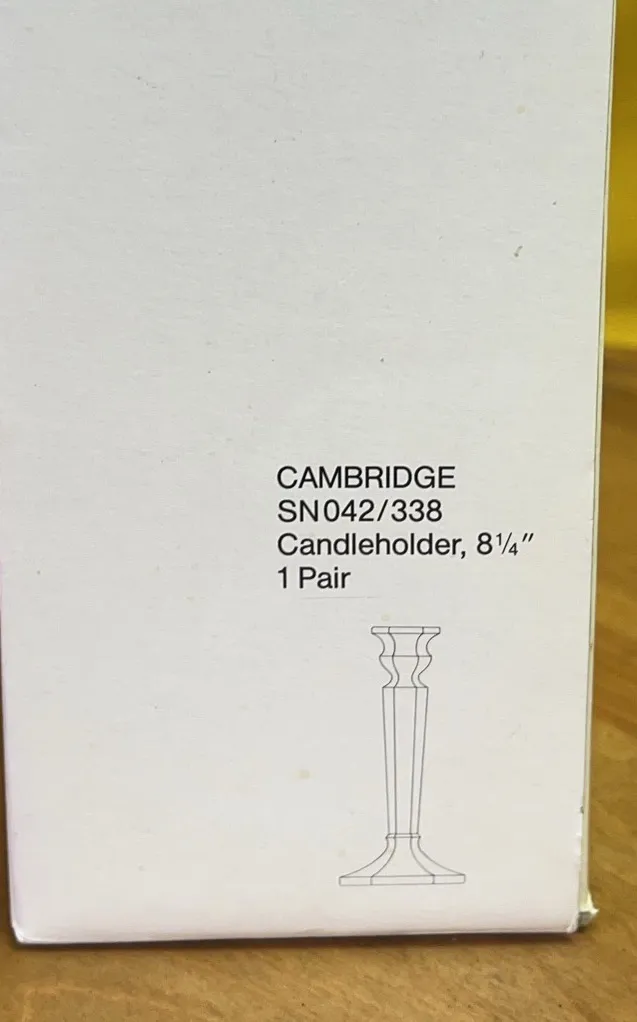 CAMBRIDGE
SN042/338
Candleholder, 8¼"
1 Pair